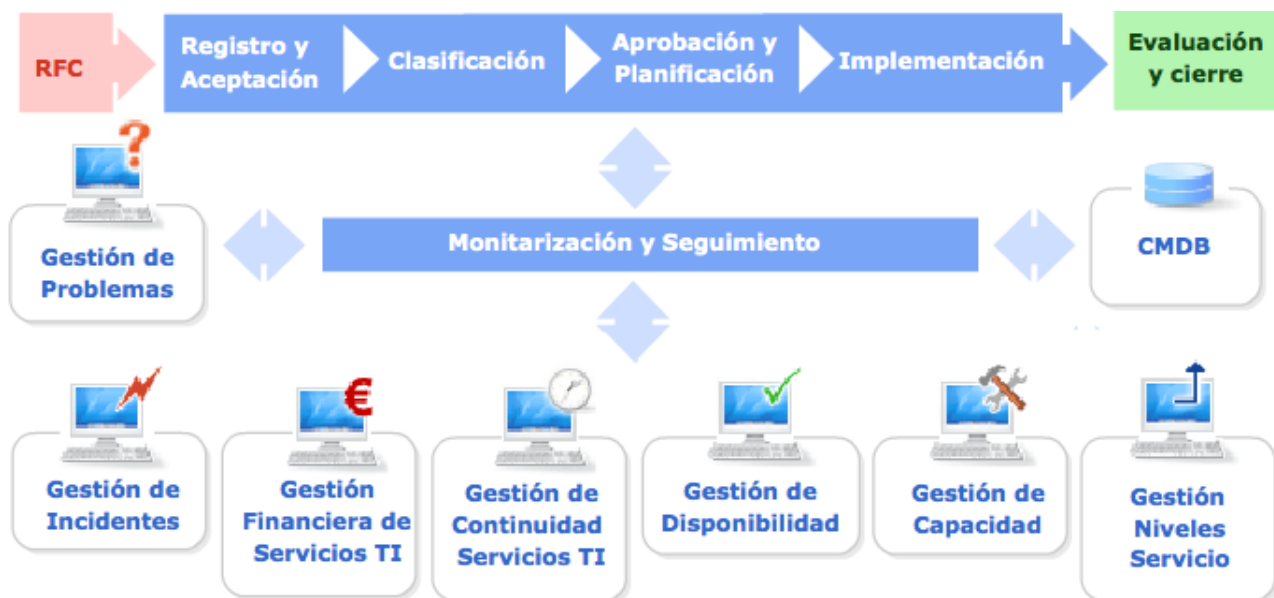 RFC
Registro y
Aceptación
Clasificación
Aprobación y
Planificación
Implementación
Evaluación
y cierre
?
Gestión de
Problemas
Monitarización y Seguimiento
CMDB
Gestión de
Incidentes
€
Gestión
Financiera de
Servicios TI
Gestión de
Continuidad
Servicios TI
Gestión de
Disponibilidad
Gestión de
Capacidad
Gestión
Niveles
Servicio